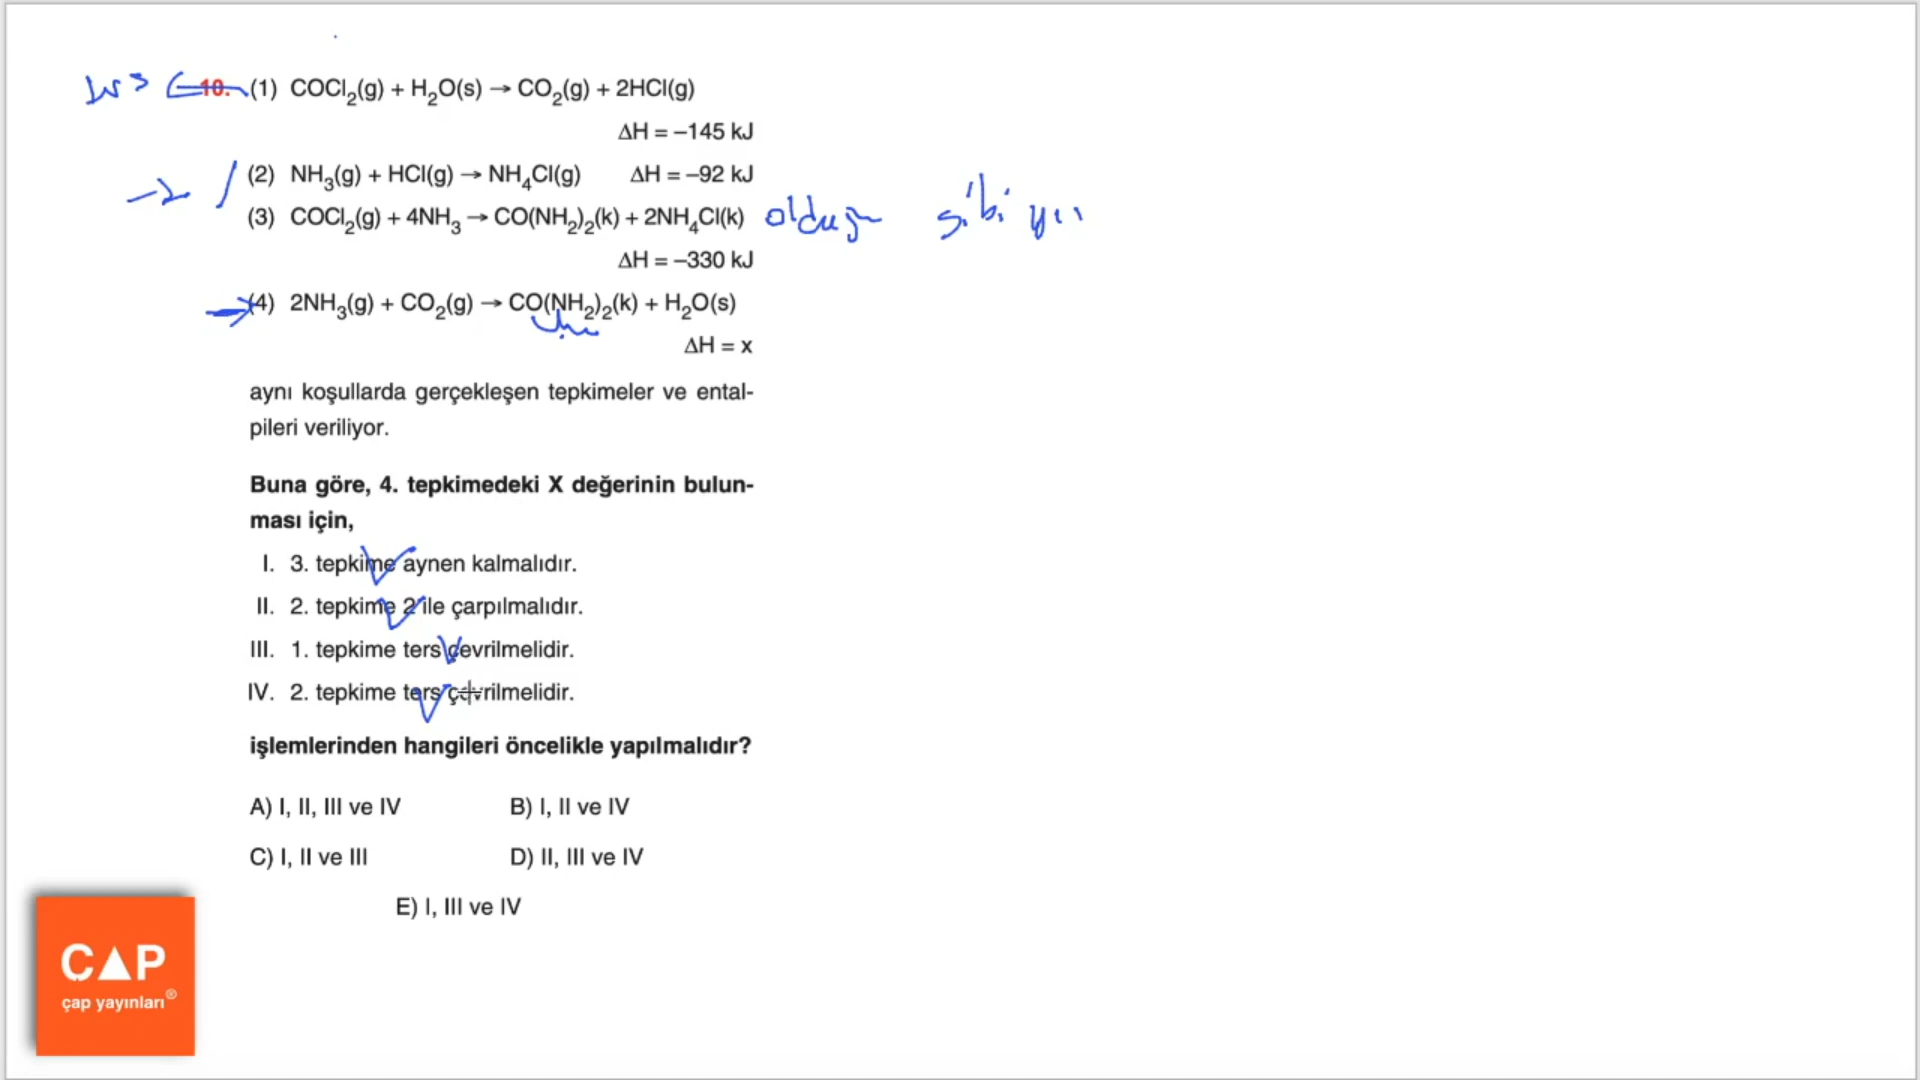 ters 10. (1) COCl₂(g) + H₂O(s) → CO₂(g) + 2HCl(g)
ΔH = –145 kJ
-2 (2) NH₃(g) + HCl(g) → NH₄Cl(g) ΔH = –92 kJ
(3) COCl₂(g) + 4NH₃ → CO(NH₂)₂(k) + 2NH₄Cl(k) olduğu gibi
ΔH = –330 kJ
(4) 2NH₃(g) + CO₂(g) → CO(NH₂)₂(k) + H₂O(s)
ΔH = x
aynı koşullarda gerçekleşen tepkimeler ve ental-
pileri veriliyor.
Buna göre, 4. tepkimedeki X değerinin bulun-
ması için,
I. 3. tepkime aynen kalmalıdır.
II. 2. tepkime 2 ile çarpılmalıdır.
III. 1. tepkime ters çevrilmelidir.
IV. 2. tepkime ters çevrilmelidir.
işlemlerinden hangileri öncelikle yapılmalıdır?
A) I, II, III ve IV B) I, II ve IV
C) I, II ve III D) II, III ve IV
E) I, III ve IV
CAP
çap yayınları®